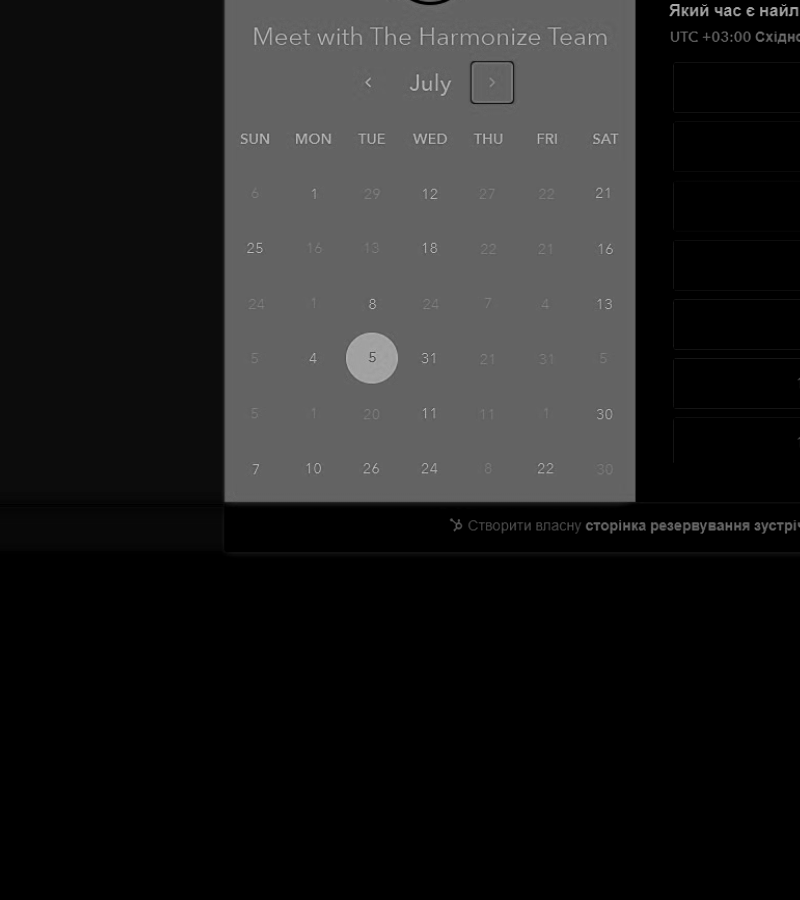 Meet with The Harmonize Team
July
SUN MON TUE WED THU FRI SAT
6 1 29 12 27 22 21
25 16 13 18 22 21 16
24 1 8 24 7 4 13
5 4 5 31 21 31 5
5 1 20 11 11 1 30
7 10 26 24 8 22 30
Який час є
UTC +03:00
Створити власну сторінка резервування